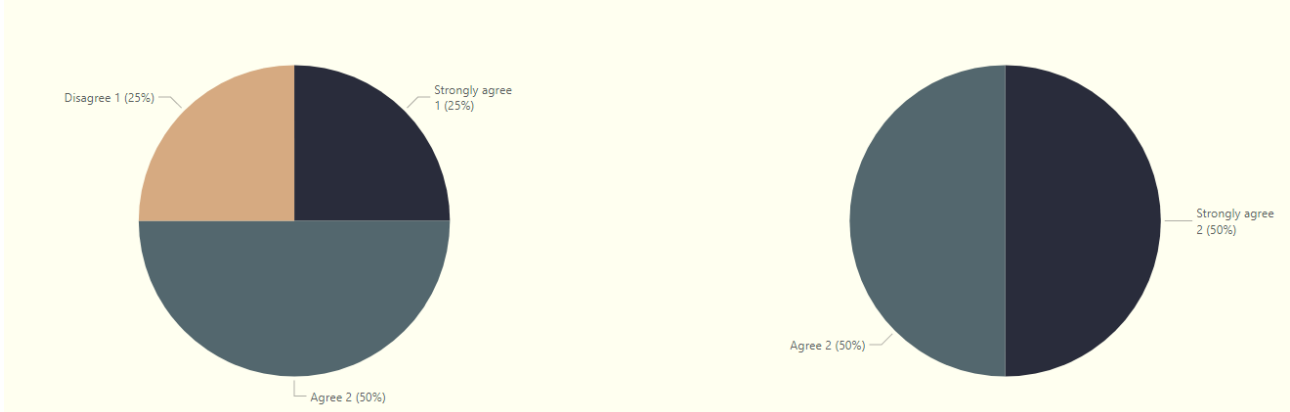 Disagree 1 (25%)
Strongly agree
1 (25%)
Agree 2 (50%)
Strongly agree
2 (50%)
Agree 2 (50%)